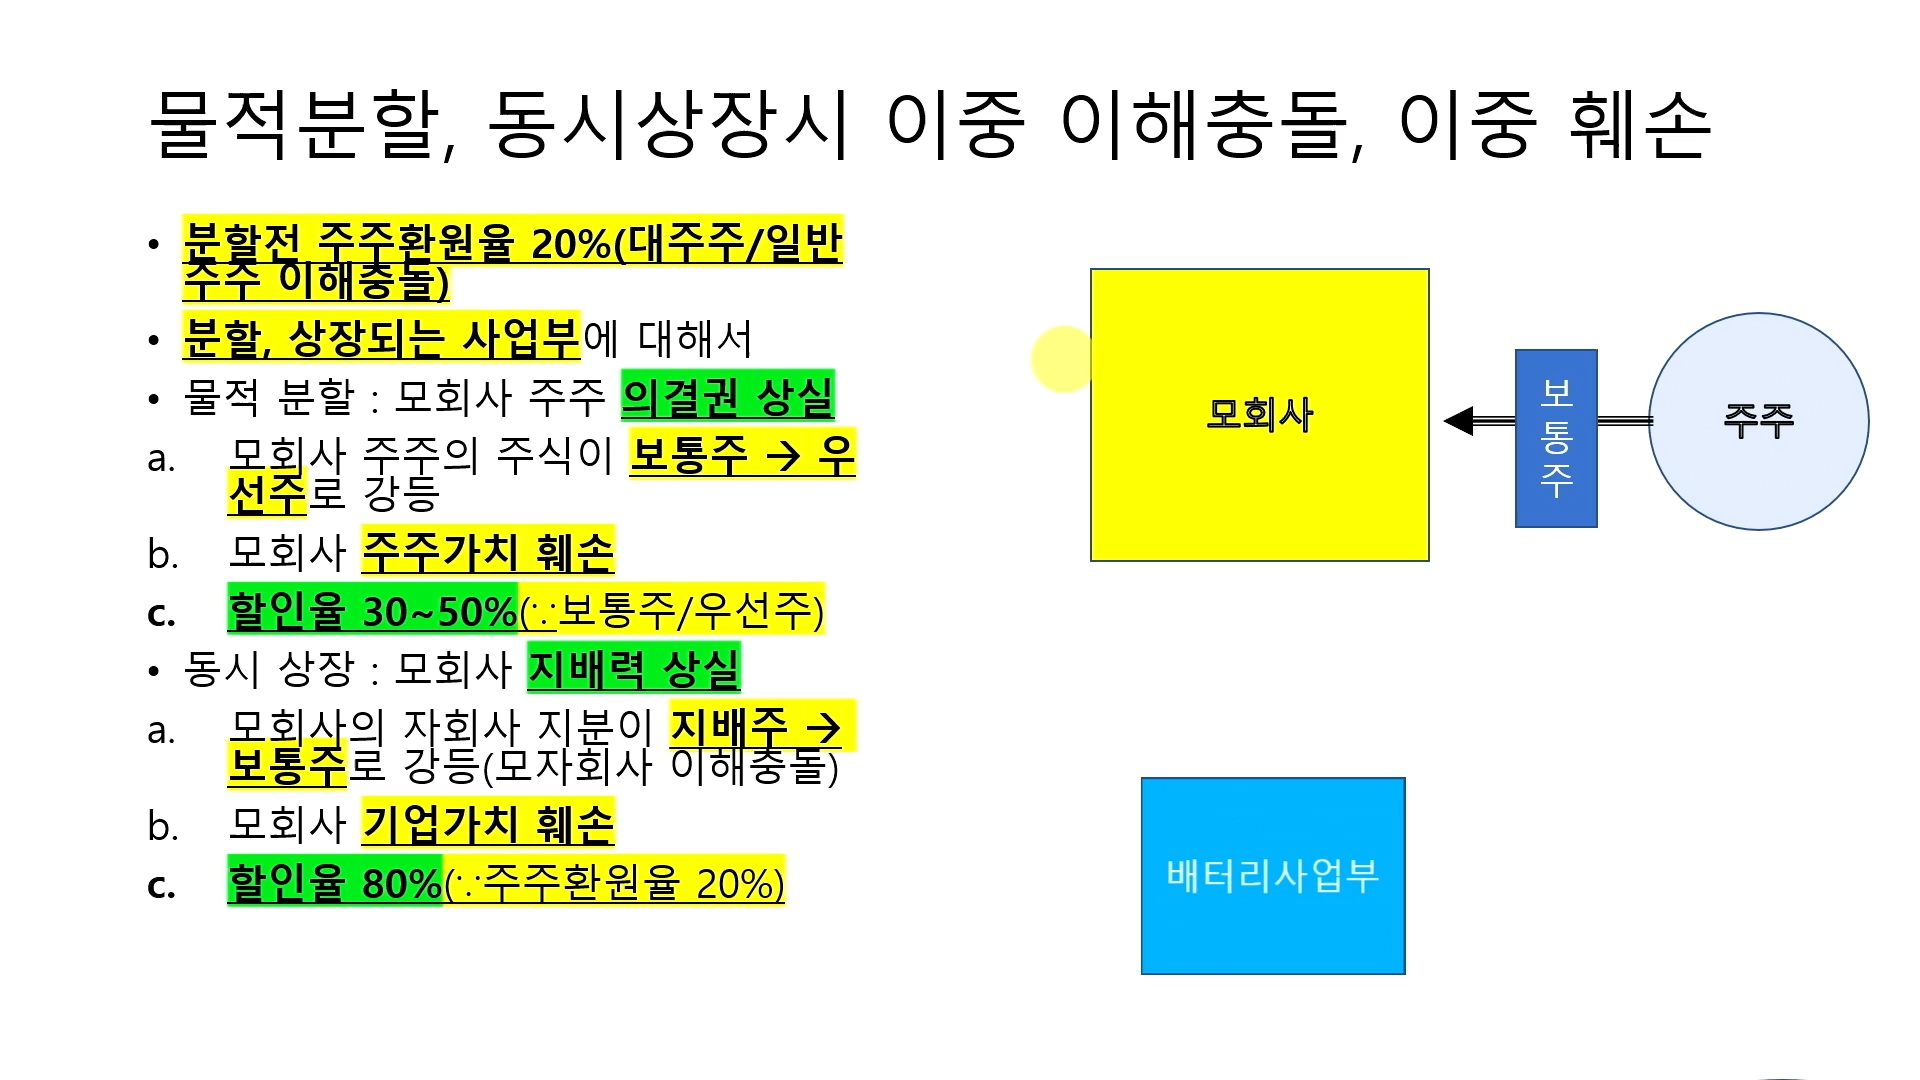 물적분할, 동시상장시 이중 이해충돌, 이중 훼손
• 분할전 주주환원율 20%(대주주/일반
주주 이해충돌)
• 분할, 상장되는 사업부에 대해서
• 물적 분할 : 모회사 주주 의결권 상실
a. 모회사 주주의 주식이 보통주 → 우
선주로 강등
b. 모회사 주주가치 훼손
c. 할인율 30~50%(∵보통주/우선주)
• 동시 상장 : 모회사 지배력 상실
a. 모회사의 자회사 지분이 지배주 →
보통주로 강등(모자회사 이해충돌)
b. 모회사 기업가치 훼손
c. 할인율 80%(∵주주환원율 20%)
모회사
보
통
주
주주
배터리사업부